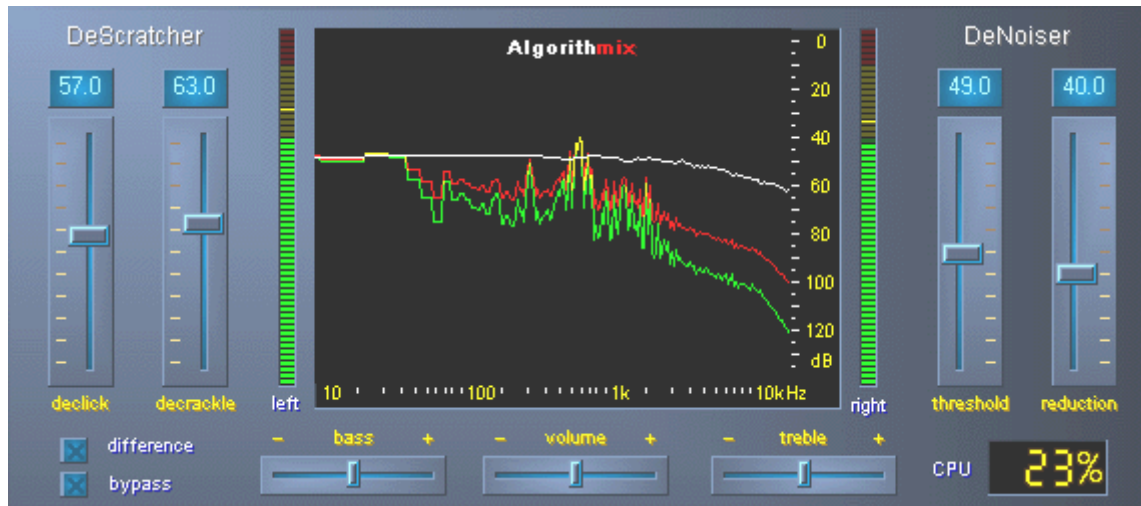 DeScratcher
Algorithmix
DeNoiser
57.0
63.0
49.0
40.0
0
20
40
60
80
100
120
dB
10 100 1k 10kHz
declick
decrackle
left
right
threshold
reduction
difference
bypass
- bass +
- volume +
- treble +
CPU 23%